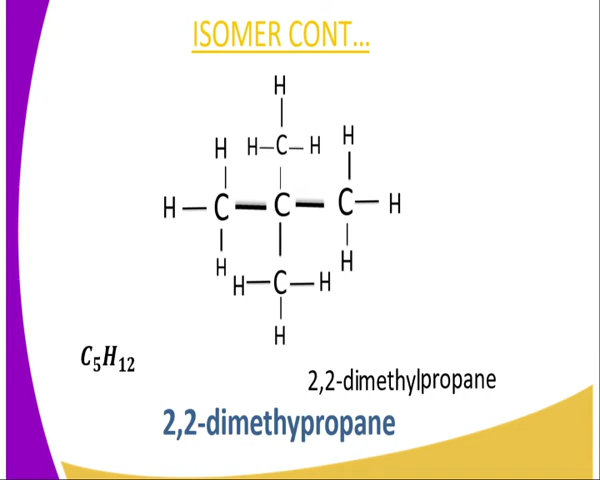 ISOMER CONT...
H
H H–C–H H
H — C — C — C — H
H H
H—C—H
H
C₅H₁₂
2,2-dimethylpropane
2,2-dimethypropane